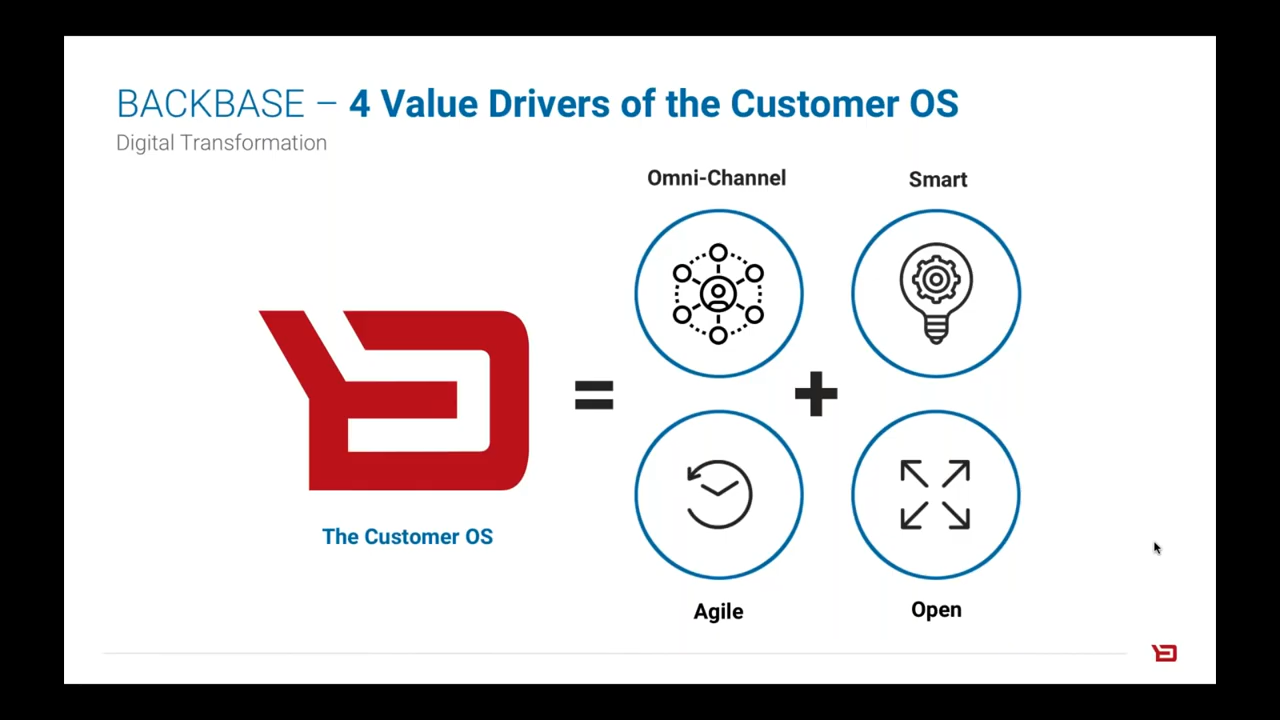 BACKBASE – 4 Value Drivers of the Customer OS
Digital Transformation
Omni-Channel
Smart
=
+
The Customer OS
Agile
Open